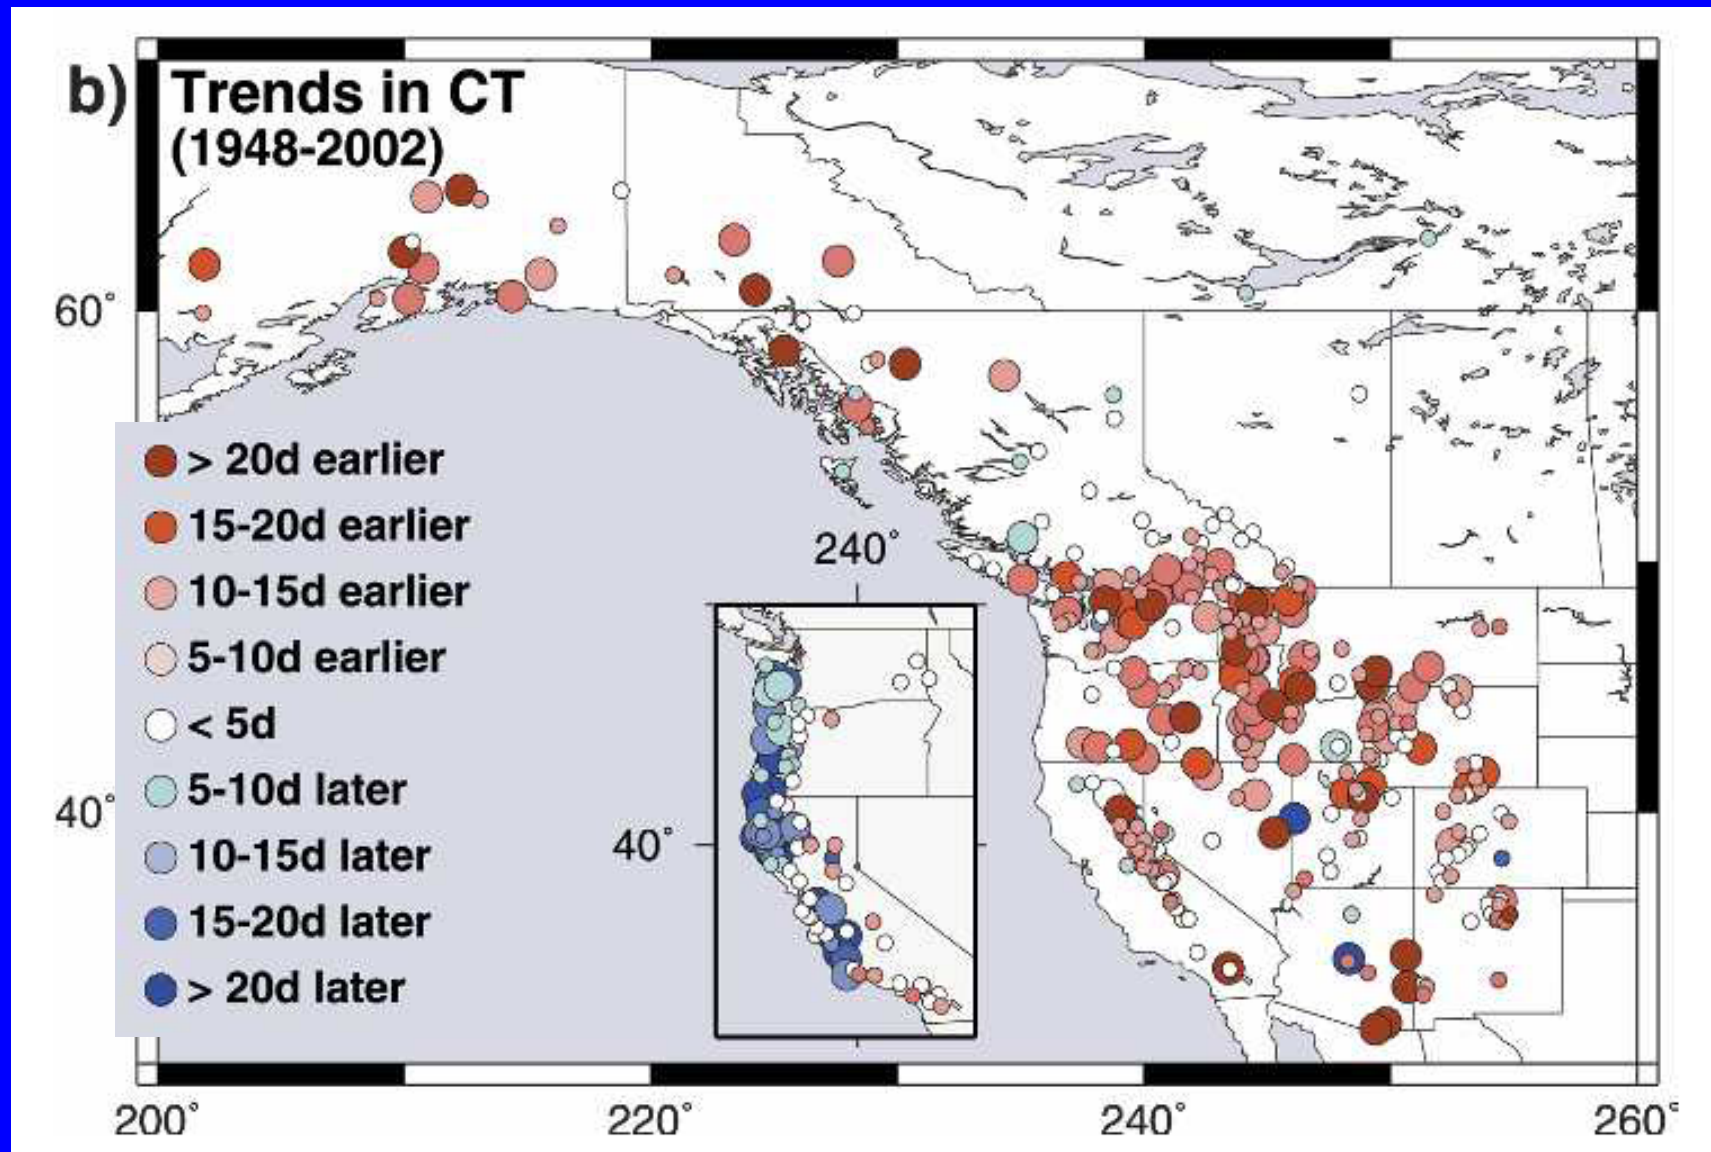 b) Trends in CT
(1948-2002)
60°
> 20d earlier
15-20d earlier
10-15d earlier
5-10d earlier
< 5d
5-10d later
10-15d later
15-20d later
> 20d later
240°
40°
40°
200°
220°
240°
260°